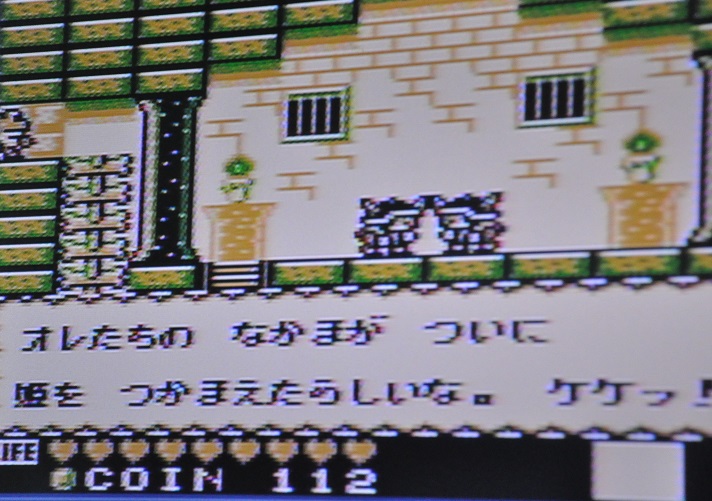 オレたちの なかまが ついに
姫を つかまえたらしいな。 ケケッ!
LIFE
COIN 112